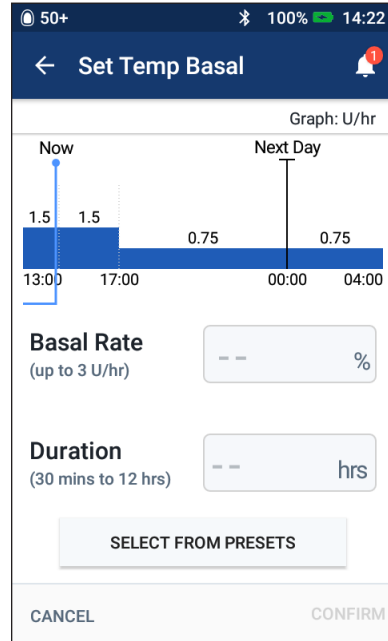 50+ 100% 14:22
Set Temp Basal 1
Graph: U/hr
Now Next Day
1.5 1.5 0.75 0.75
13:00 17:00 00:00 04:00
Basal Rate
(up to 3 U/hr)
-- %
Duration
(30 mins to 12 hrs)
-- hrs
SELECT FROM PRESETS
CANCEL CONFIRM